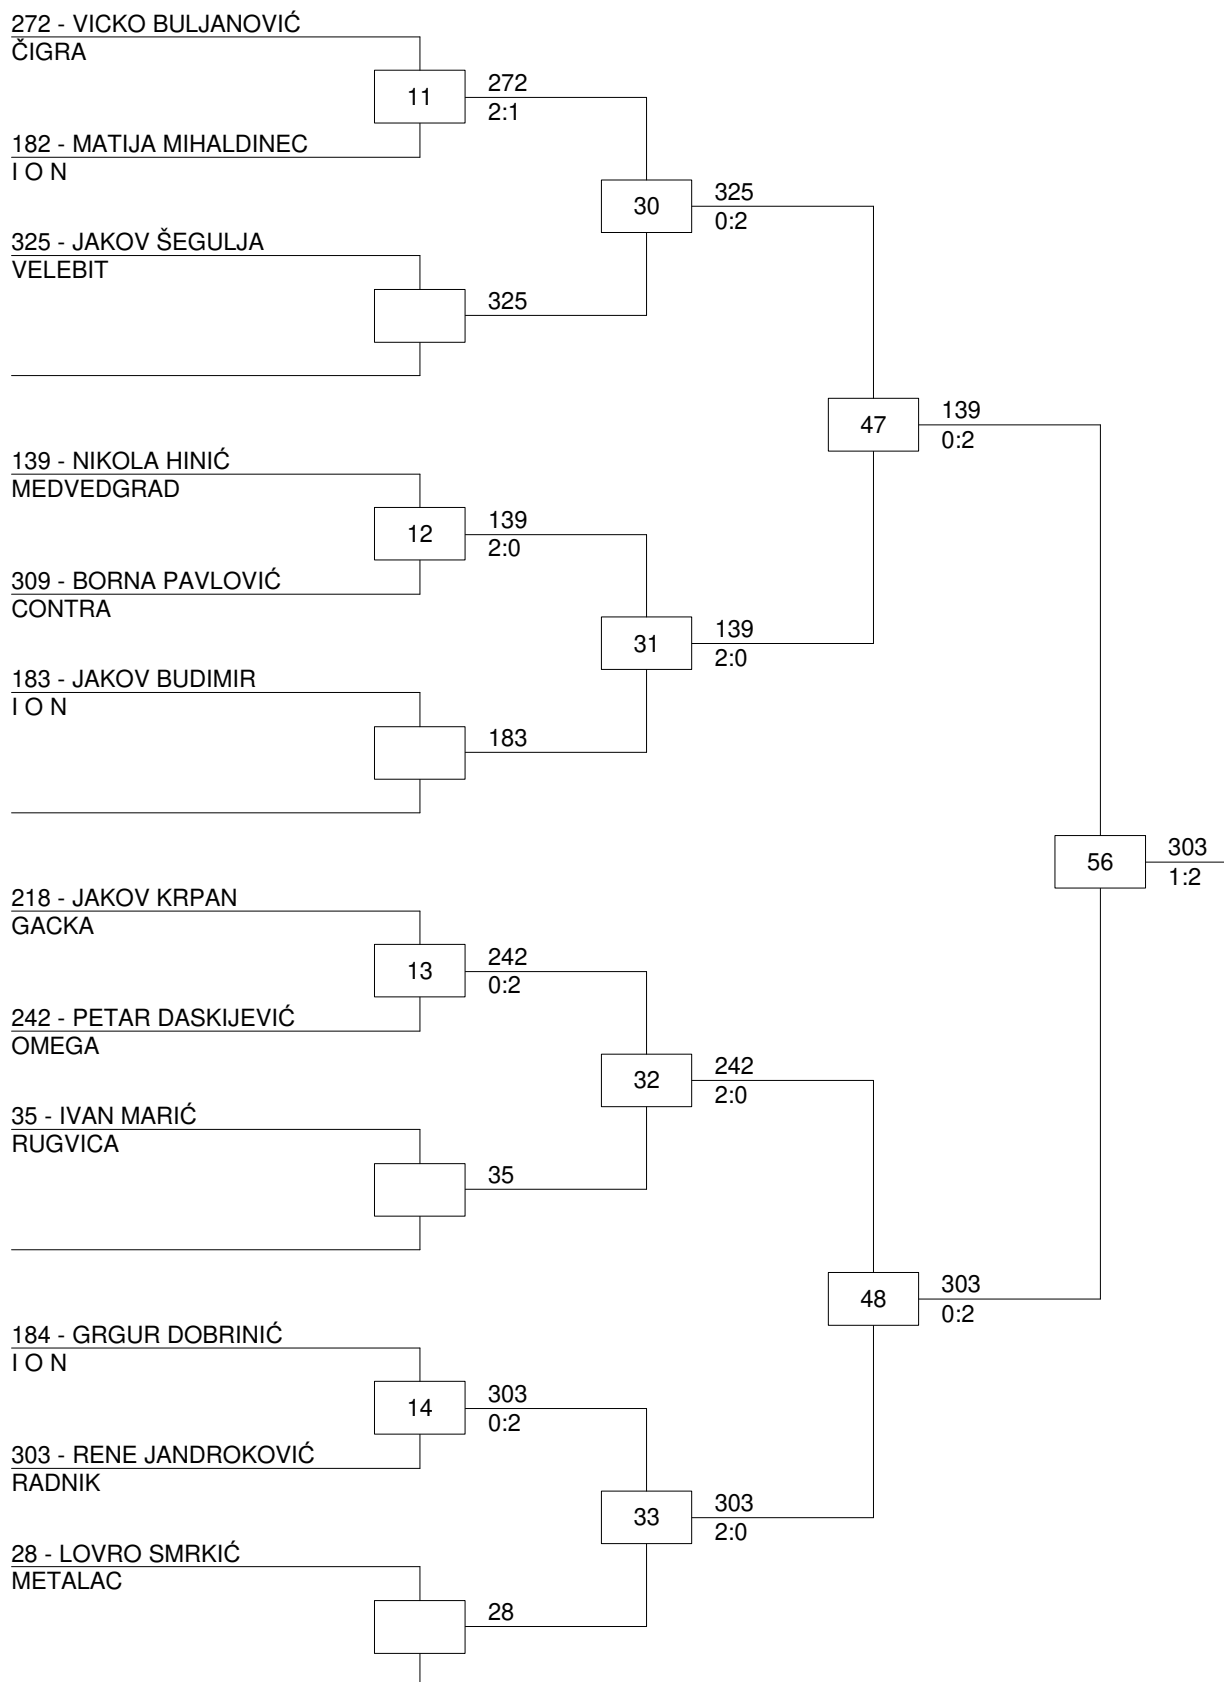 272 - VICKO BULJANOVIĆ
ČIGRA
11
272
2:1
182 - MATIJA MIHALDINEC
I O N
30
325
0:2
325 - JAKOV ŠEGULJA
VELEBIT
325
47
139
0:2
139 - NIKOLA HINIĆ
MEDVEDGRAD
12
139
2:0
309 - BORNA PAVLOVIĆ
CONTRA
31
139
2:0
183 - JAKOV BUDIMIR
I O N
183
56
303
1:2
218 - JAKOV KRPAN
GACKA
13
242
0:2
242 - PETAR DASKIJEVIĆ
OMEGA
32
242
2:0
35 - IVAN MARIĆ
RUGVICA
35
48
303
0:2
184 - GRGUR DOBRINIĆ
I O N
14
303
0:2
303 - RENE JANDROKOVIĆ
RADNIK
33
303
2:0
28 - LOVRO SMRKIĆ
METALAC
28